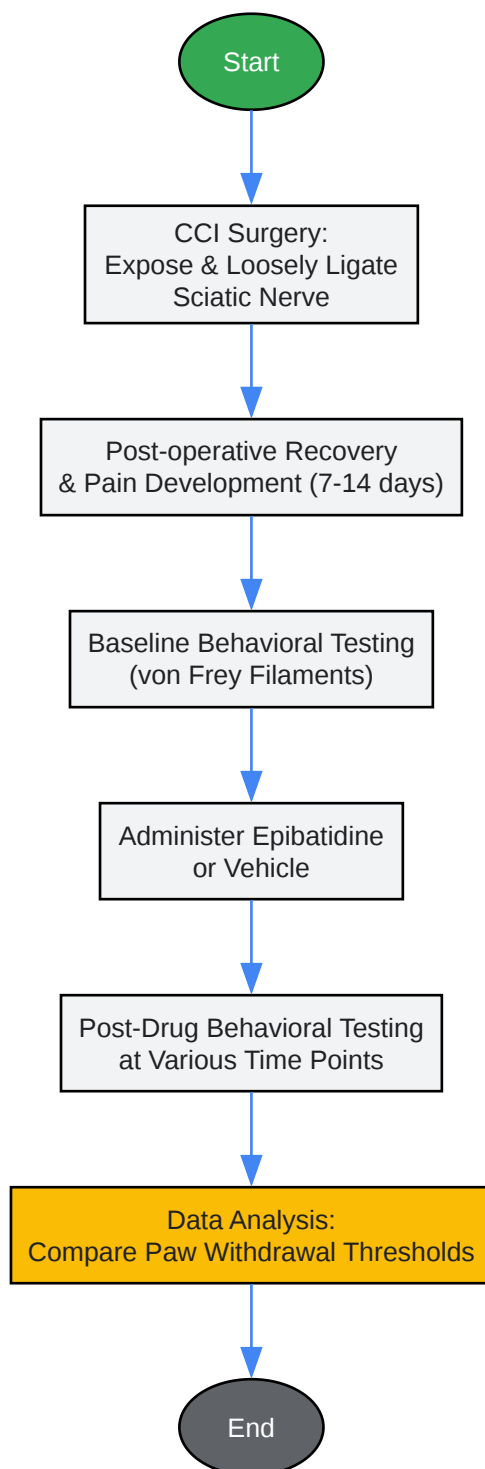 Start
CCI Surgery:
Expose & Loosely Ligate
Sciatic Nerve
Post-operative Recovery
& Pain Development (7-14 days)
Baseline Behavioral Testing
(von Frey Filaments)
Administer Epibatidine
or Vehicle
Post-Drug Behavioral Testing
at Various Time Points
Data Analysis:
Compare Paw Withdrawal Thresholds
End